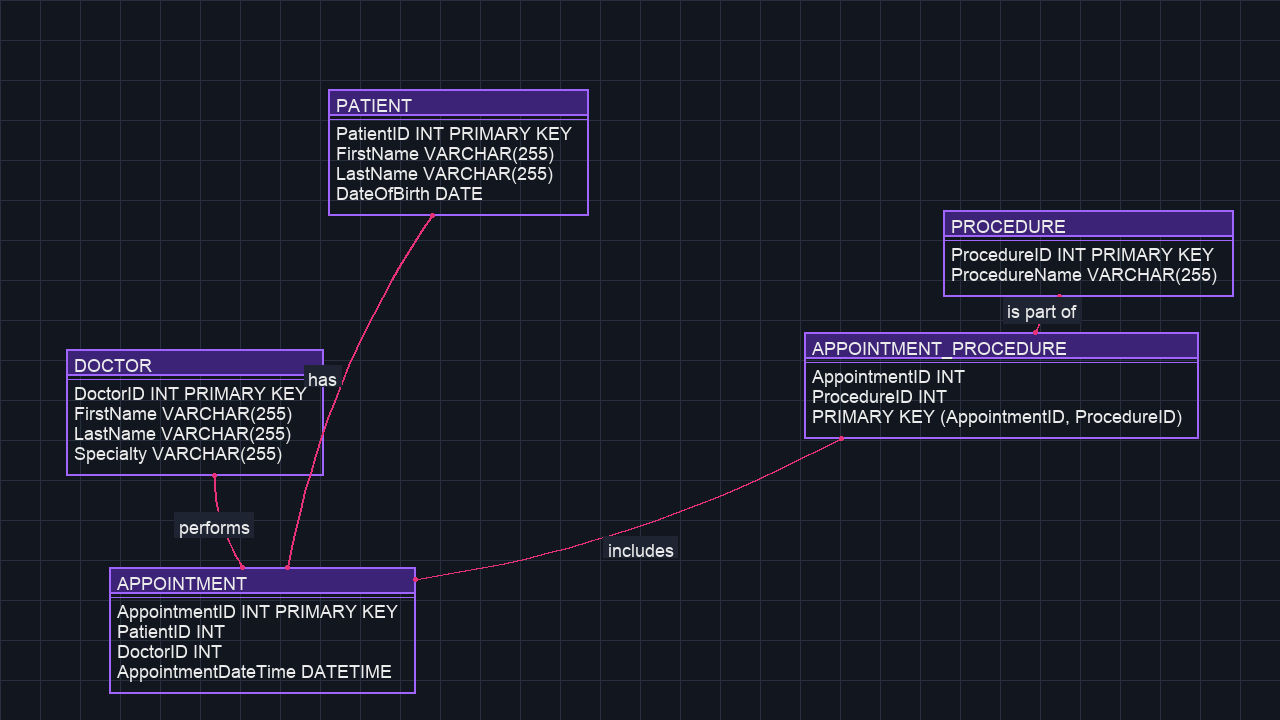 PATIENT
PatientID INT PRIMARY KEY
FirstName VARCHAR(255)
LastName VARCHAR(255)
DateOfBirth DATE
PROCEDURE
ProcedureID INT PRIMARY KEY
ProcedureName VARCHAR(255)
is part of
APPOINTMENT_PROCEDURE
AppointmentID INT
ProcedureID INT
PRIMARY KEY (AppointmentID, ProcedureID)
DOCTOR
DoctorID INT PRIMARY KEY
FirstName VARCHAR(255)
LastName VARCHAR(255)
Specialty VARCHAR(255)
has
performs
includes
APPOINTMENT
AppointmentID INT PRIMARY KEY
PatientID INT
DoctorID INT
AppointmentDateTime DATETIME